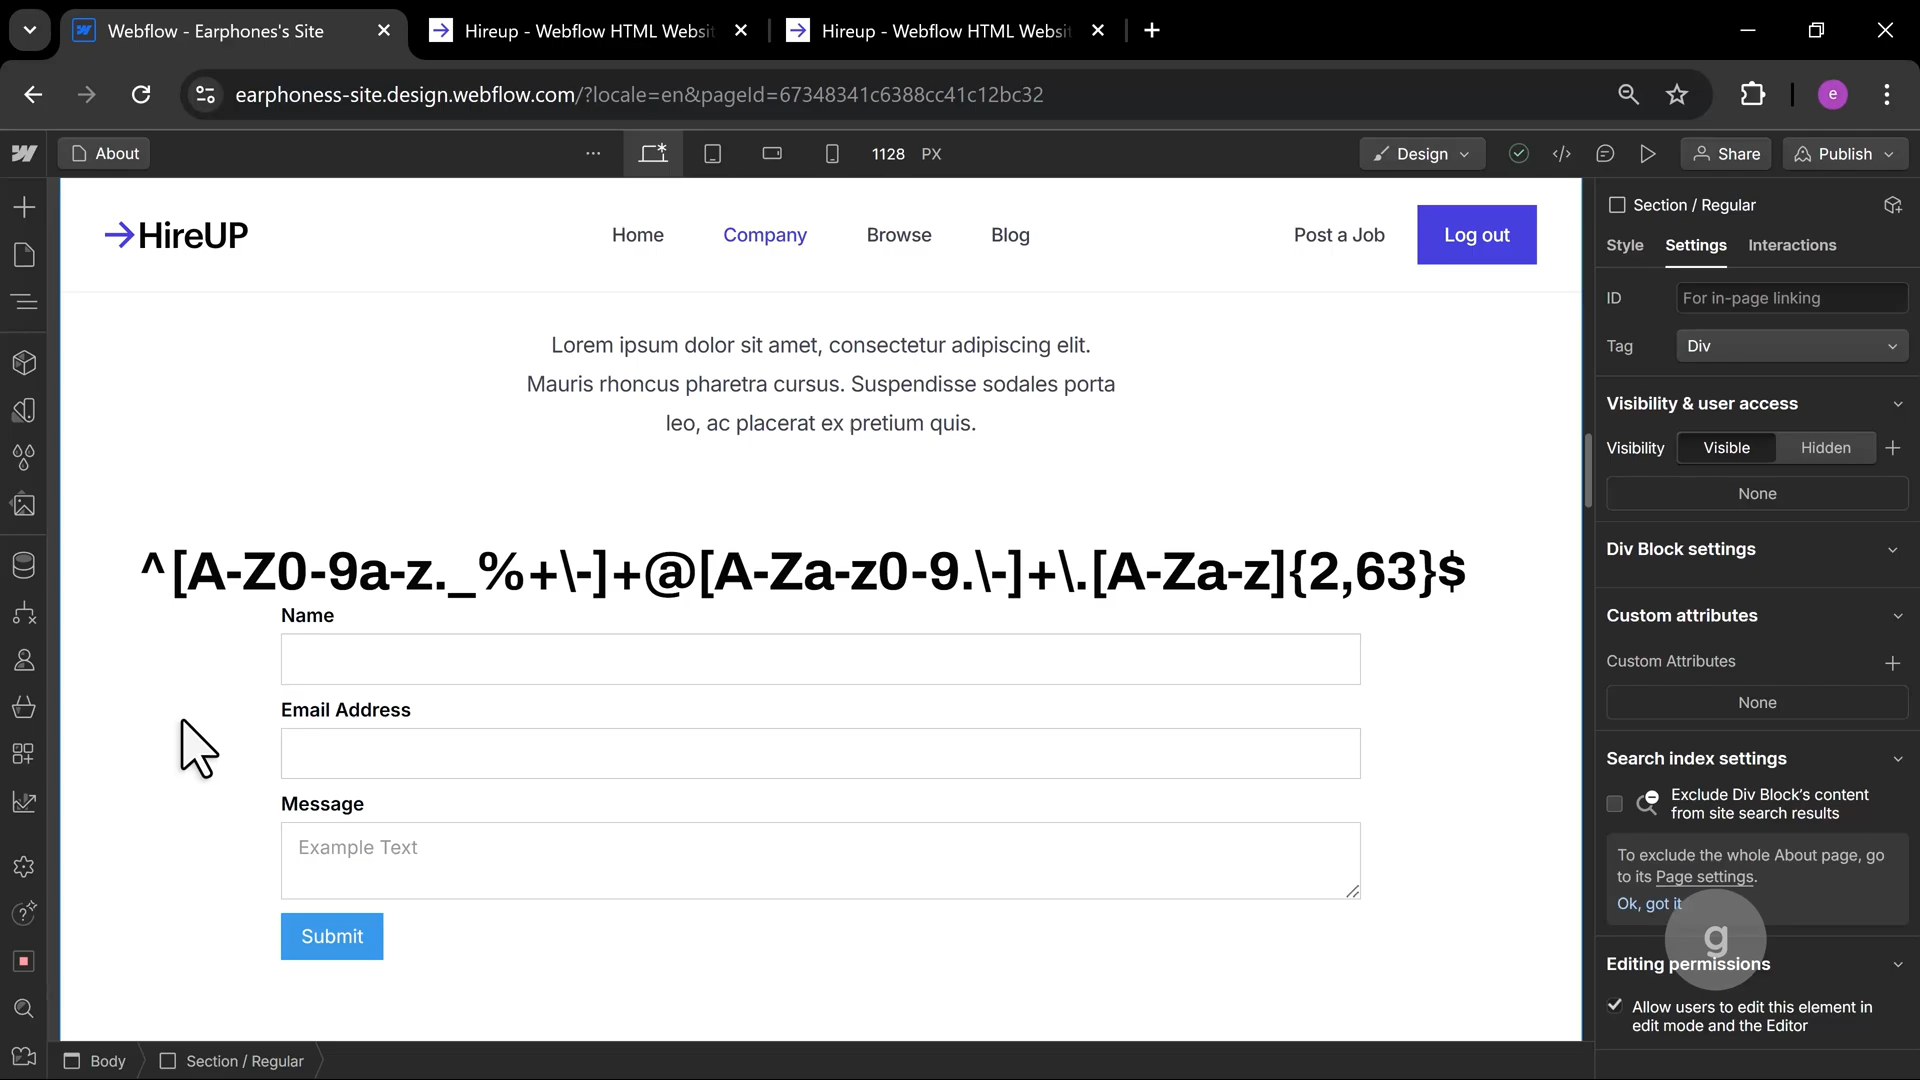 Webflow - Earphones's Site
Hireup - Webflow HTML Websit
Hireup - Webflow HTML Websit
earphoness-site.design.webflow.com/?locale=en&pageId=67348341c6388cc41c12bc32
e
About
1128 PX
Design
Share
Publish
HireUP
Home
Company
Browse
Blog
Post a Job
Log out
Lorem ipsum dolor sit amet, consectetur adipiscing elit.
Mauris rhoncus pharetra cursus. Suspendisse sodales porta
leo, ac placerat ex pretium quis.
^[A-Z0-9a-z._%+\-]+@[A-Za-z0-9.\-]+\.[A-Za-z]{2,63}$
Name
Email Address
Message
Example Text
Submit
Section / Regular
Style Settings Interactions
ID For in-page linking
Tag Div
Visibility & user access
Visibility Visible Hidden
None
Div Block settings
Custom attributes
Custom Attributes
None
Search index settings
Exclude Div Block's content
from site search results
To exclude the whole About page, go
to its Page settings.
Ok, got it
g
Editing permissions
Allow users to edit this element in
edit mode and the Editor
Body
Section / Regular